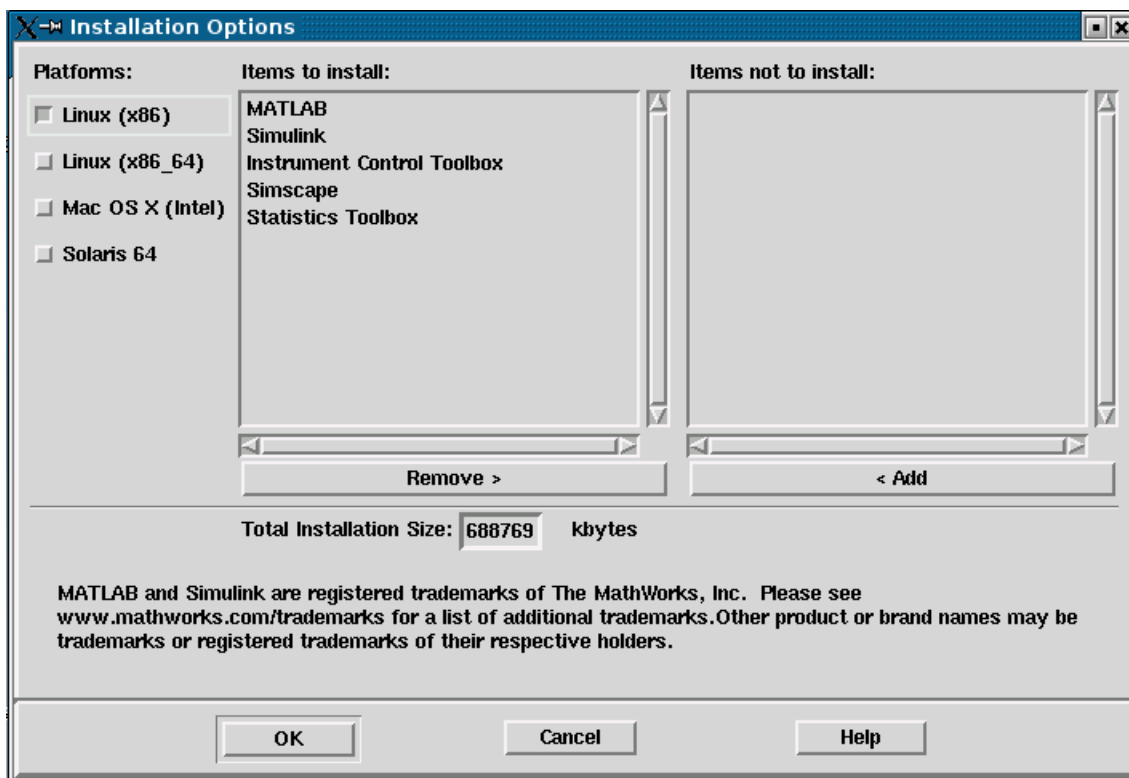 Installation Options
Platforms:
Linux (x86)
Linux (x86_64)
Mac OS X (Intel)
Solaris 64
Items to install:
MATLAB
Simulink
Instrument Control Toolbox
Simscape
Statistics Toolbox
Remove >
Items not to install:
< Add
Total Installation Size: 688769 kbytes
MATLAB and Simulink are registered trademarks of The MathWorks, Inc. Please see
www.mathworks.com/trademarks for a list of additional trademarks.Other product or brand names may be
trademarks or registered trademarks of their respective holders.
OK
Cancel
Help